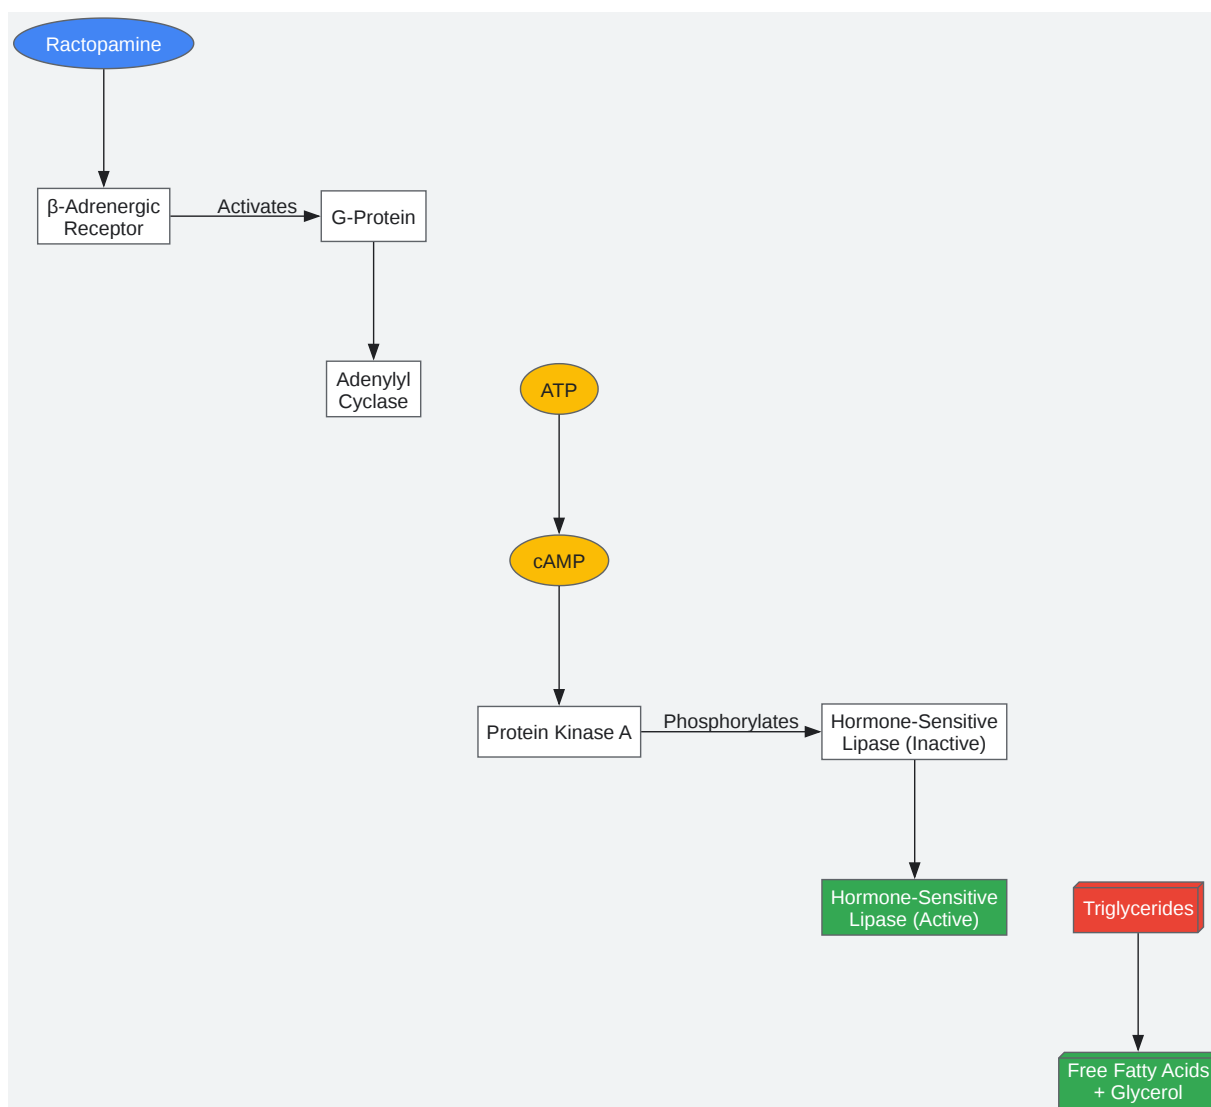 Ractopamine
β-Adrenergic
Receptor
Activates
G-Protein
Adenylyl
Cyclase
ATP
cAMP
Protein Kinase A
Phosphorylates
Hormone-Sensitive
Lipase (Inactive)
Hormone-Sensitive
Lipase (Active)
Triglycerides
Free Fatty Acids
+ Glycerol